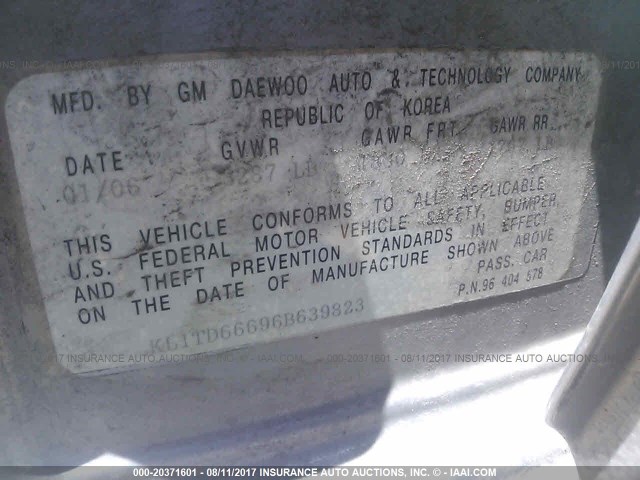 MFD. BY GM DAEWOO AUTO & TECHNOLOGY COMPANY
REPUBLIC OF KOREA
DATE GVWR GAWR FRT. GAWR RR.
01/06 LB LB
THIS VEHICLE CONFORMS TO ALL APPLICABLE
U.S. FEDERAL MOTOR VEHICLE SAFETY, BUMPER,
AND THEFT PREVENTION STANDARDS IN EFFECT
ON THE DATE OF MANUFACTURE SHOWN ABOVE
PASS. CAR
P.N.96 404 578
KL1TD66696B639823
000-20371601 - 08/11/2017 INSURANCE AUTO AUCTIONS, INC. - © IAAI.COM